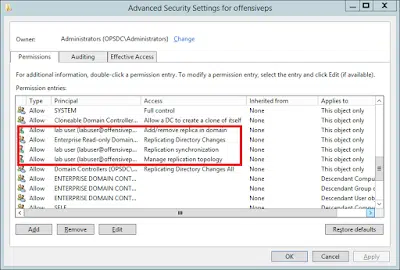 Advanced Security Settings for offensiveps
Owner: Administrators (OPSDC\Administrators) Change
Permissions Auditing Effective Access
For additional information, double-click a permission entry. To modify a permission entry, select the entry and click Edit (if available).
Permission entries:
Type Principal Access Inherited from Applies to
Allow SYSTEM Full control None This object only
Allow Cloneable Domain Controller... Allow a DC to create a clone of itself None This object only
Allow lab user (labuser@offensivep... Add/remove replica in domain None This object only
Allow Enterprise Read-only Domain... Replicating Directory Changes None This object only
Allow lab user (labuser@offensivep... Replication synchronization None This object only
Allow lab user (labuser@offensivep... Manage replication topology None This object only
Allow Domain Controllers (OPSDC\... Replicating Directory Changes All None This object only
Allow ENTERPRISE DOMAIN CONT... None Descendant Comput...
Allow ENTERPRISE DOMAIN CONT... None Descendant Group o...
Allow ENTERPRISE DOMAIN CONT... None Descendant User ob...
Allow SELF None
Add Remove Edit Restore defaults
OK Cancel Apply